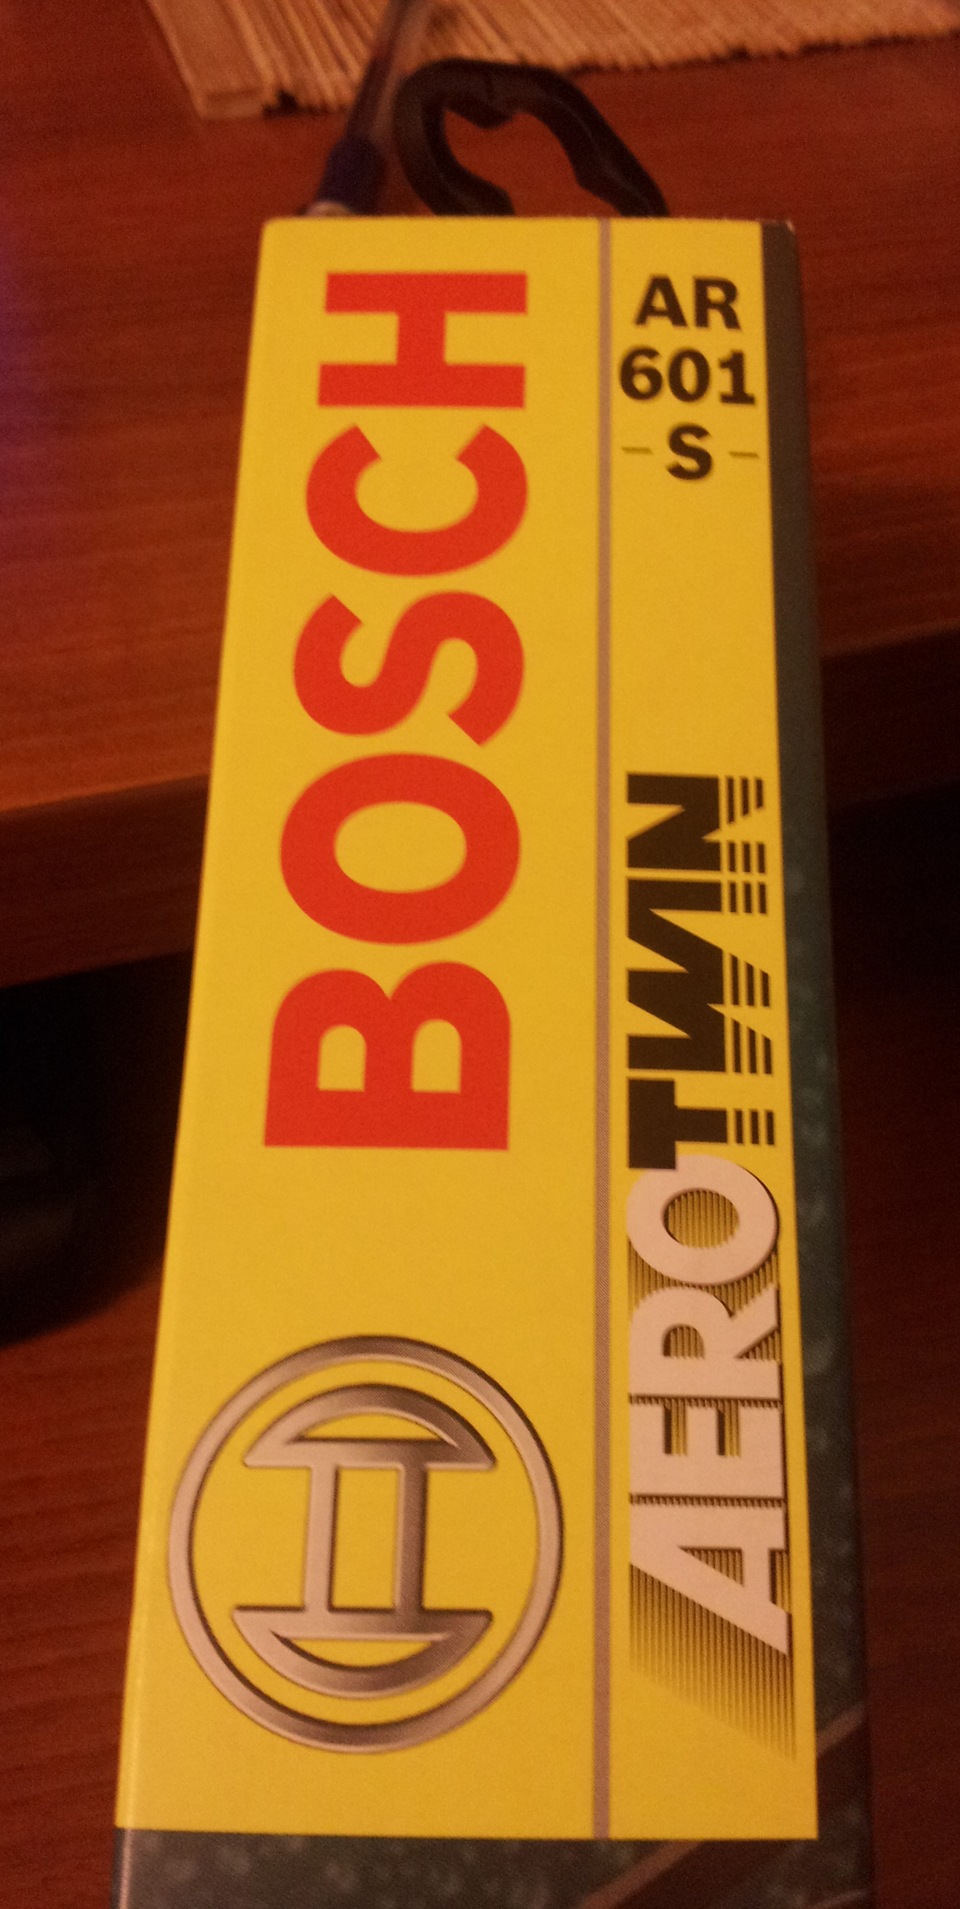 BOSCH
AR
601
- S -
AEROTWIN